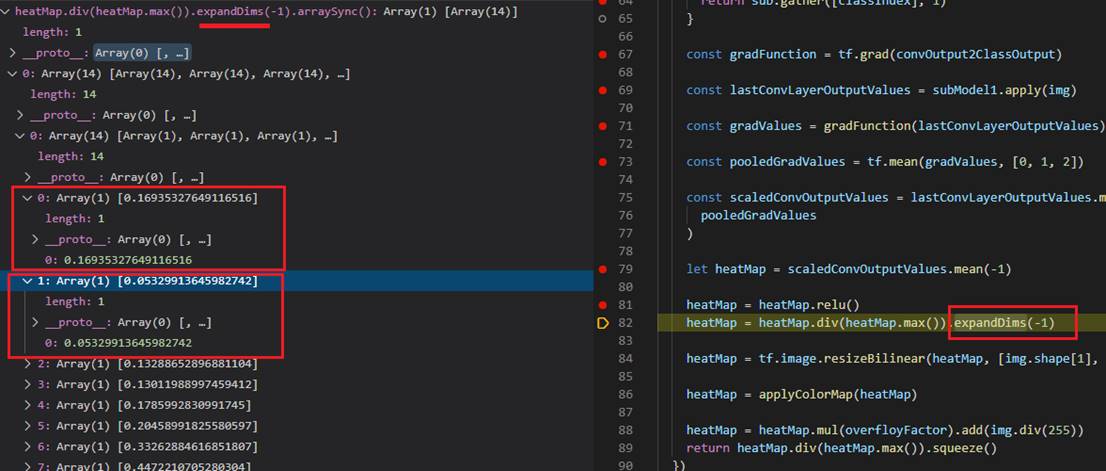 heatMap.div(heatMap.max()).expandDims(-1).arraySync(): Array(1) [Array(14)]
length: 1
__proto__: Array(0) [, …]
0: Array(14) [Array(14), Array(14), Array(14), …]
length: 14
__proto__: Array(0) [, …]
0: Array(14) [Array(1), Array(1), Array(1), …]
length: 14
__proto__: Array(0) [, …]
0: Array(1) [0.16935327649116516]
length: 1
__proto__: Array(0) [, …]
0: 0.16935327649116516
1: Array(1) [0.05329913645982742]
length: 1
__proto__: Array(0) [, …]
0: 0.05329913645982742
2: Array(1) [0.13288652896881104]
3: Array(1) [0.13011988997459412]
4: Array(1) [0.1785992830991745]
5: Array(1) [0.20458991825580597]
6: Array(1) [0.33262884616851807]
7: Array(1) [0.4472210705280304]
64 return sub.gather([classIndex], 1)
65 }
66
67 const gradFunction = tf.grad(convOutput2ClassOutput)
68
69 const lastConvLayerOutputValues = subModel1.apply(img)
70
71 const gradValues = gradFunction(lastConvLayerOutputValues)
72
73 const pooledGradValues = tf.mean(gradValues, [0, 1, 2])
74
75 const scaledConvOutputValues = lastConvLayerOutputValues.m
76 pooledGradValues
77 )
78
79 let heatMap = scaledConvOutputValues.mean(-1)
80
81 heatMap = heatMap.relu()
82 heatMap = heatMap.div(heatMap.max()).expandDims(-1)
83
84 heatMap = tf.image.resizeBilinear(heatMap, [img.shape[1],
85
86 heatMap = applyColorMap(heatMap)
87
88 heatMap = heatMap.mul(overfloyFactor).add(img.div(255))
89 return heatMap.div(heatMap.max()).squeeze()
90 })